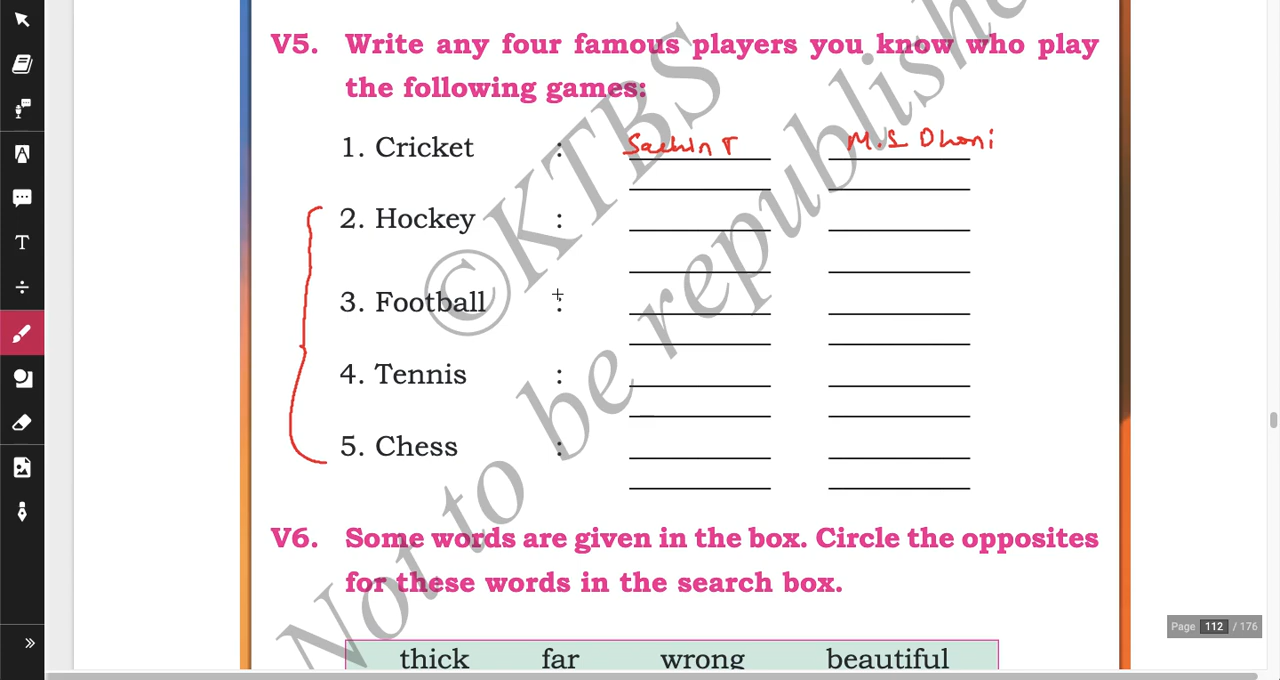 V5. Write any four famous players you know who play
the following games:
1. Cricket : Sachin T M.S Dhoni
2. Hockey :
3. Football :
4. Tennis :
5. Chess :
V6. Some words are given in the box. Circle the opposites
for these words in the search box.
thick far wrong beautiful
©KTBS
Not to be republished
Page 112 / 176